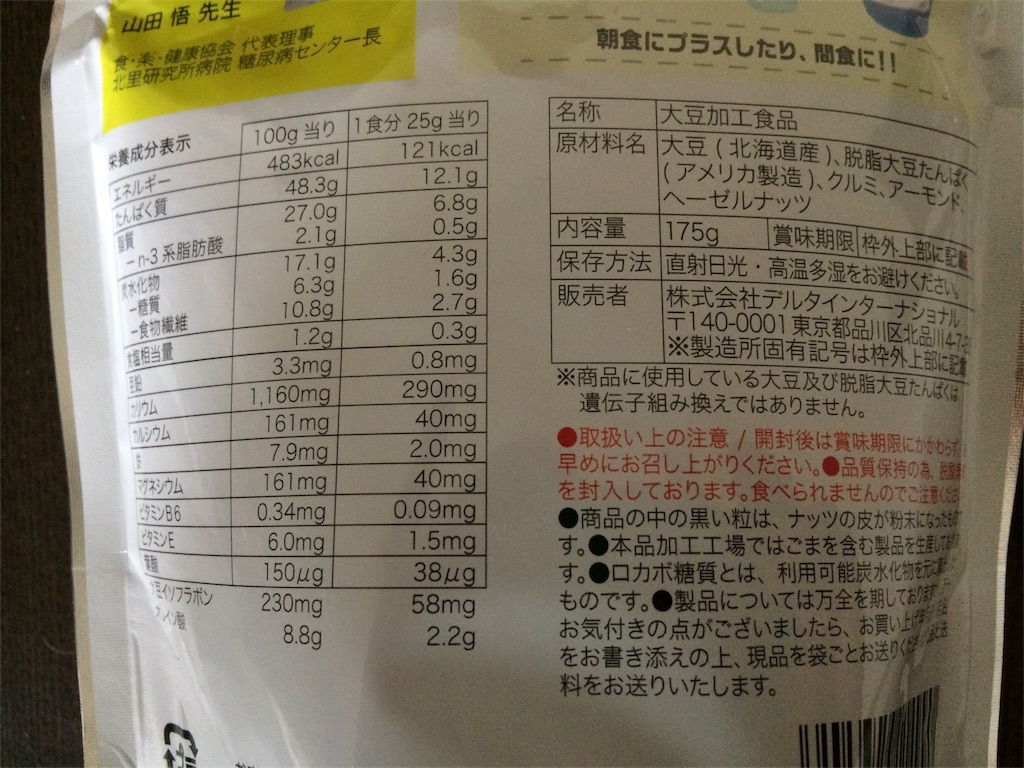 山田 悟 先生
食・楽・健康協会 代表理事
北里研究所病院 糖尿病センター長
朝食にプラスしたり、間食に!!
栄養成分表示 100g 当り 1食分 25g 当り
エネルギー 483kcal 121kcal
たんぱく質 48.3g 12.1g
脂質 27.0g 6.8g
ーn-3 系脂肪酸 2.1g 0.5g
炭水化物 17.1g 4.3g
ー糖質 6.3g 1.6g
ー食物繊維 10.8g 2.7g
食塩相当量 1.2g 0.3g
亜鉛 3.3mg 0.8mg
カリウム 1,160mg 290mg
カルシウム 161mg 40mg
鉄 7.9mg 2.0mg
マグネシウム 161mg 40mg
ビタミンB6 0.34mg 0.09mg
ビタミンE 6.0mg 1.5mg
葉酸 150μg 38μg
イソフラボン 230mg 58mg
8.8g 2.2g
名称 大豆加工食品
原材料名 大豆 ( 北海道産 )、脱脂大豆たんぱく
( アメリカ製造 )、クルミ、アーモンド、
ヘーゼルナッツ
内容量 175g 賞味期限 枠外上部に記載
保存方法 直射日光・高温多湿をお避けください。
販売者 株式会社デルタインターナショナル
〒140-0001 東京都品川区北品川4-7-
※製造所固有記号は枠外上部に記載
※商品に使用している大豆及び脱脂大豆たんぱくは
遺伝子組み換えではありません。
●取扱い上の注意 / 開封後は賞味期限にかかわらず
早めにお召し上がりください。●品質保持の為、脱酸素
を封入しております。食べられませんのでご注意くださ
●商品の中の黒い粒は、ナッツの皮が粉末になったもの
す。●本品加工工場ではごまを含む製品を生産して
す。●ロカボ糖質とは、利用可能炭水化物を元に
ものです。●製品については万全を期しておりま
お気付きの点がございましたら、お買い上げ
をお書き添えの上、現品を袋ごとお送りくだ
料をお送りいたします。